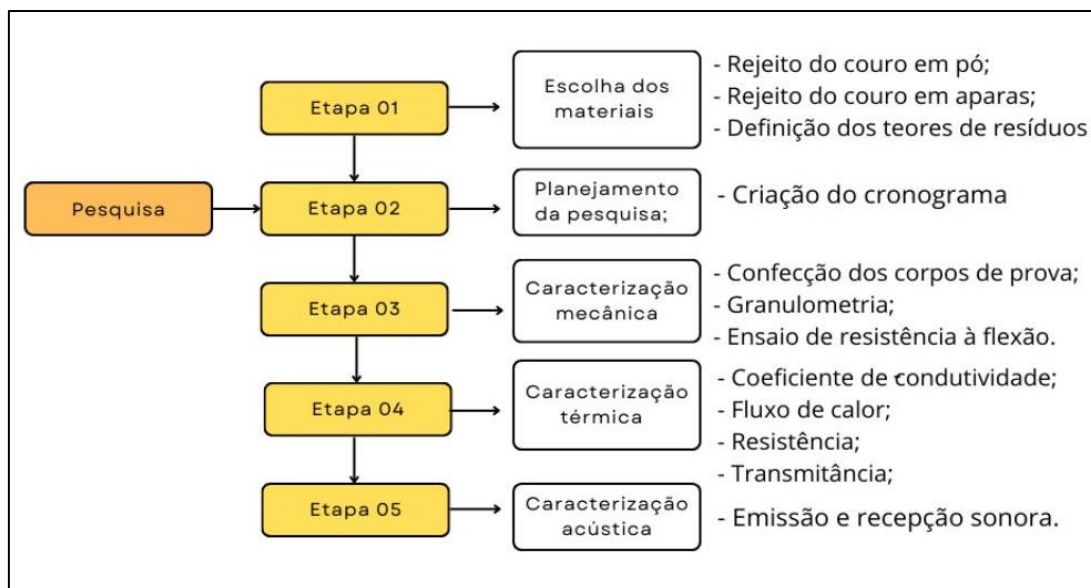 Etapa 01
Escolha dos
materiais
- Rejeito do couro em pó;
- Rejeito do couro em aparas;
- Definição dos teores de resíduos
Pesquisa
Etapa 02
Planejamento
da pesquisa;
- Criação do cronograma
Etapa 03
Caracterização
mecânica
- Confecção dos corpos de prova;
- Granulometria;
- Ensaio de resistência à flexão.
Etapa 04
Caracterização
térmica
- Coeficiente de condutividade;
- Fluxo de calor;
- Resistência;
- Transmitância;
Etapa 05
Caracterização
acústica
- Emissão e recepção sonora.